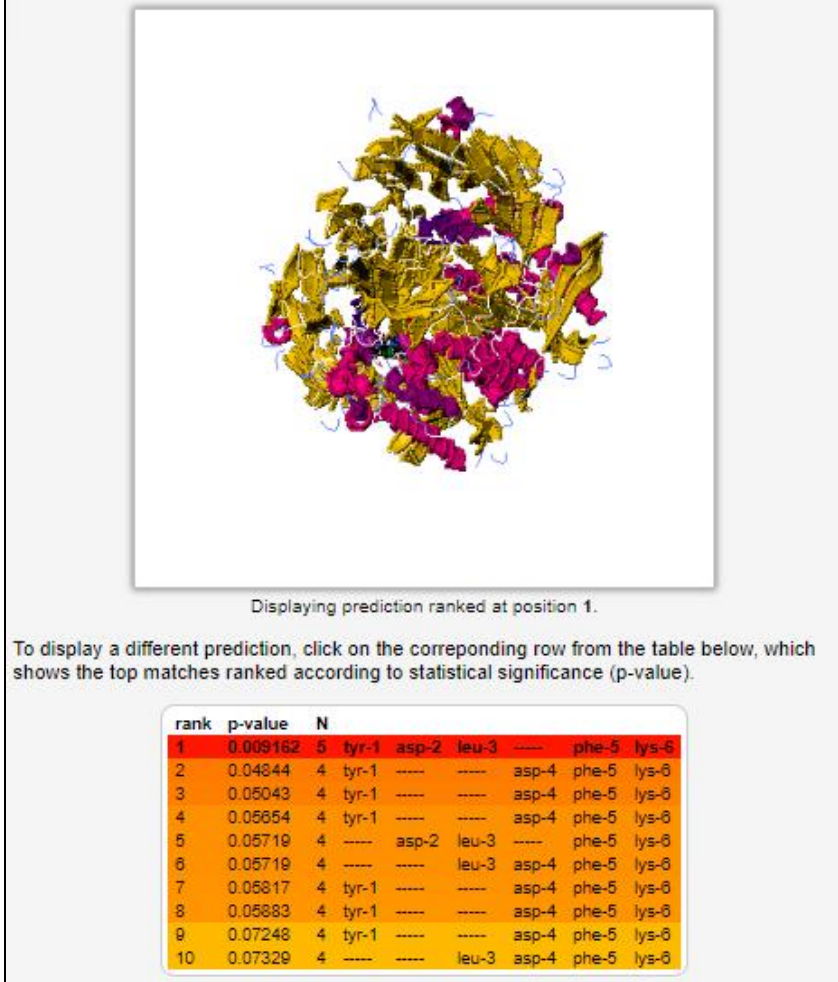 Displaying prediction ranked at position 1.
To display a different prediction, click on the correponding row from the table below, which
shows the top matches ranked according to statistical significance (p-value).
rank p-value N
1 0.009162 5 tyr-1 asp-2 leu-3 ----- phe-5 lys-6
2 0.04844 4 tyr-1 ----- ----- asp-4 phe-5 lys-6
3 0.05043 4 tyr-1 ----- ----- asp-4 phe-5 lys-6
4 0.05654 4 tyr-1 ----- ----- asp-4 phe-5 lys-6
5 0.05719 4 ----- asp-2 leu-3 ----- phe-5 lys-6
6 0.05719 4 ----- ----- leu-3 asp-4 phe-5 lys-6
7 0.05817 4 tyr-1 ----- ----- asp-4 phe-5 lys-6
8 0.05883 4 tyr-1 ----- ----- asp-4 phe-5 lys-6
9 0.07248 4 tyr-1 ----- ----- asp-4 phe-5 lys-6
10 0.07329 4 ----- ----- leu-3 asp-4 phe-5 lys-6